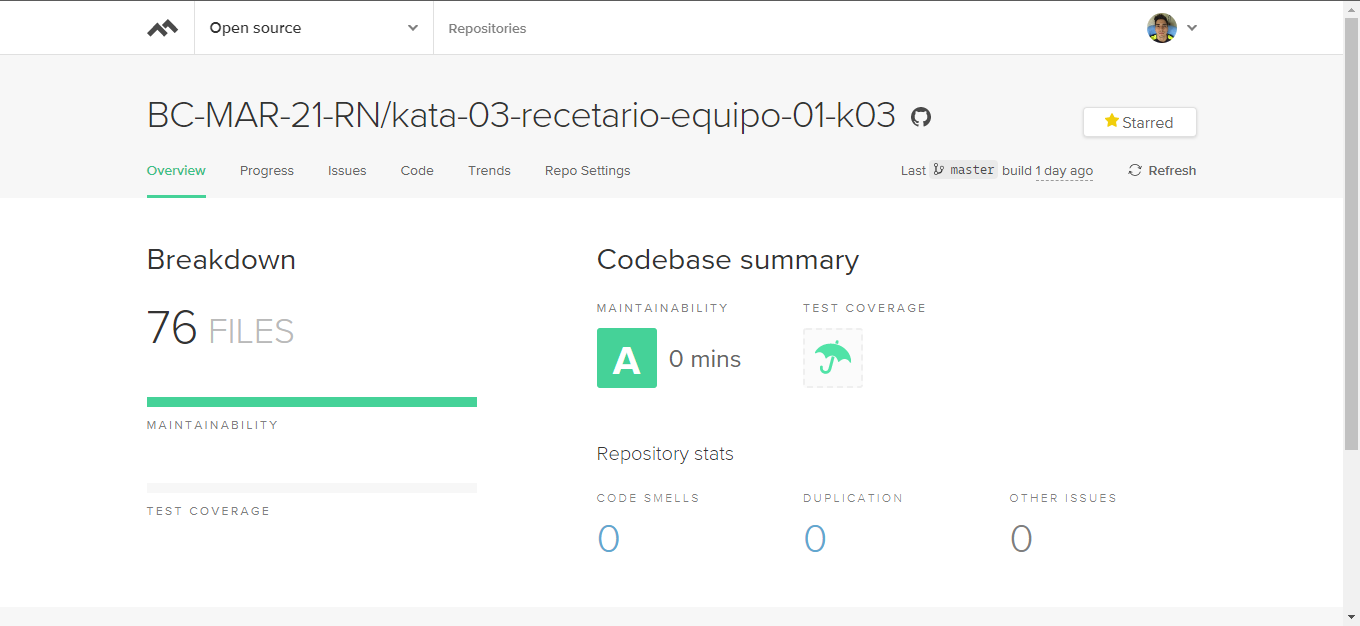 Open source
Repositories
BC-MAR-21-RN/kata-03-recetario-equipo-01-k03
Starred
Overview Progress Issues Code Trends Repo Settings
Last master build 1 day ago Refresh
Breakdown
76 FILES
MAINTAINABILITY
TEST COVERAGE
Codebase summary
MAINTAINABILITY TEST COVERAGE
A 0 mins
Repository stats
CODE SMELLS DUPLICATION OTHER ISSUES
0 0 0